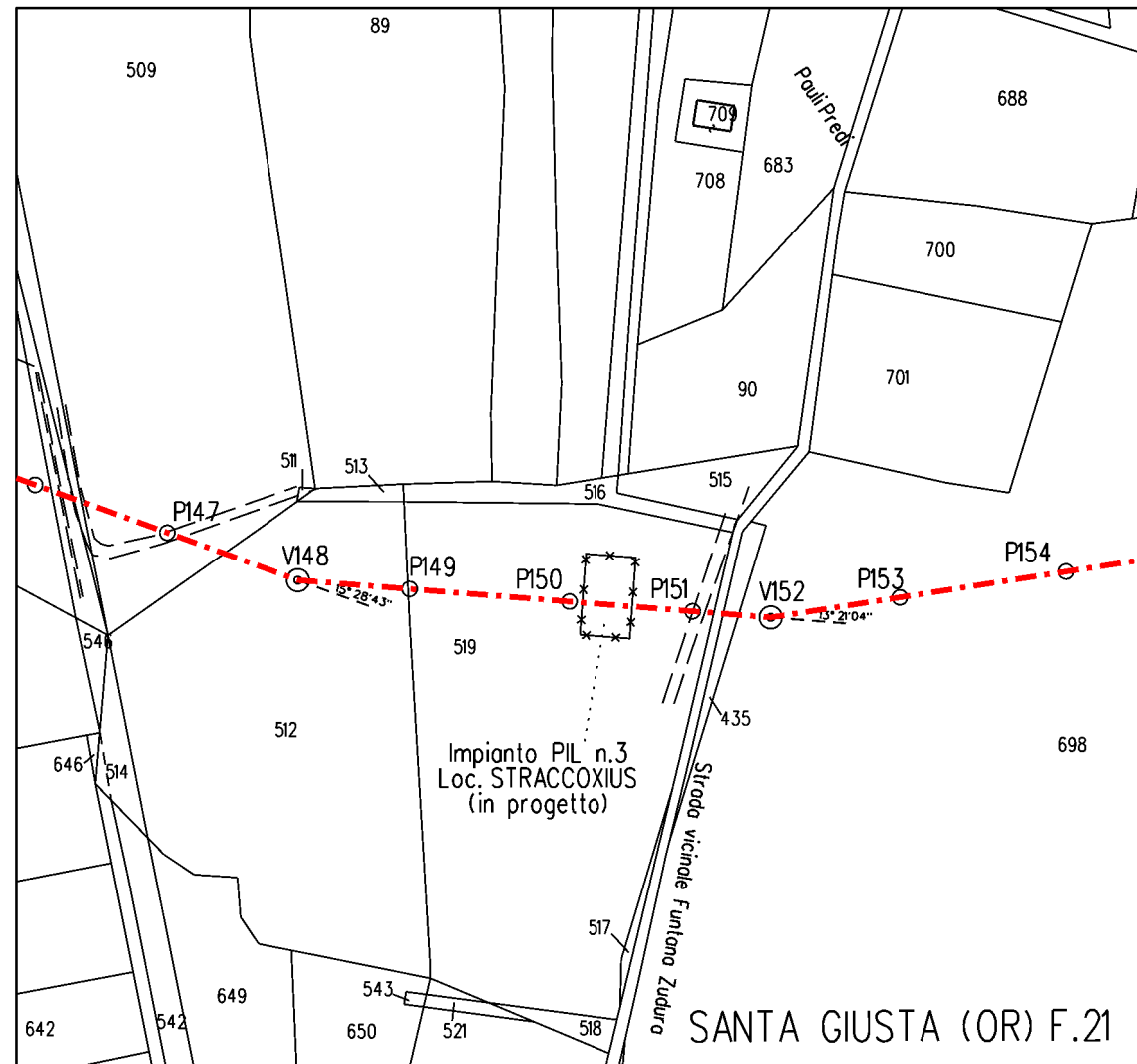 89
509
Pauli Predi
688
709
683
708
700
701
90
511
513
515
516
P147
V148
P149
P150
P151
V152
P153
P154
15° 28'43"
13° 21'04"
546
519
435
512
698
646
514
Impianto PIL n.3
Loc. STRACCOXIUS
(in progetto)
Strada vicinale Funtana Zudura
517
543
649
521
518
542
642
650
SANTA GIUSTA (OR) F.21